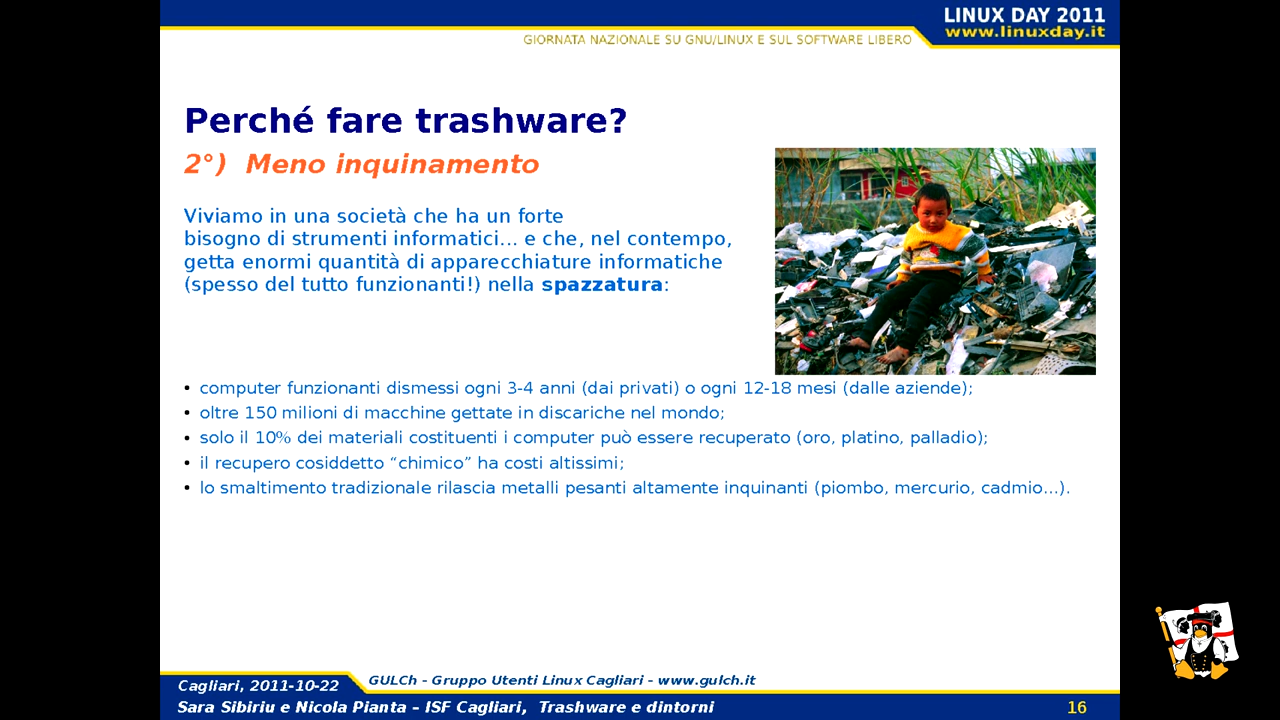 LINUX DAY 2011
www.linuxday.it
GIORNATA NAZIONALE SU GNU/LINUX E SUL SOFTWARE LIBERO
Perché fare trashware?
2°) Meno inquinamento
Viviamo in una società che ha un forte
bisogno di strumenti informatici... e che, nel contempo,
getta enormi quantità di apparecchiature informatiche
(spesso del tutto funzionanti!) nella spazzatura:
• computer funzionanti dismessi ogni 3-4 anni (dai privati) o ogni 12-18 mesi (dalle aziende);
• oltre 150 milioni di macchine gettate in discariche nel mondo;
• solo il 10% dei materiali costituenti i computer può essere recuperato (oro, platino, palladio);
• il recupero cosiddetto “chimico” ha costi altissimi;
• lo smaltimento tradizionale rilascia metalli pesanti altamente inquinanti (piombo, mercurio, cadmio...).
Cagliari, 2011-10-22
GULCh - Gruppo Utenti Linux Cagliari - www.gulch.it
Sara Sibiriu e Nicola Pianta – ISF Cagliari, Trashware e dintorni
16